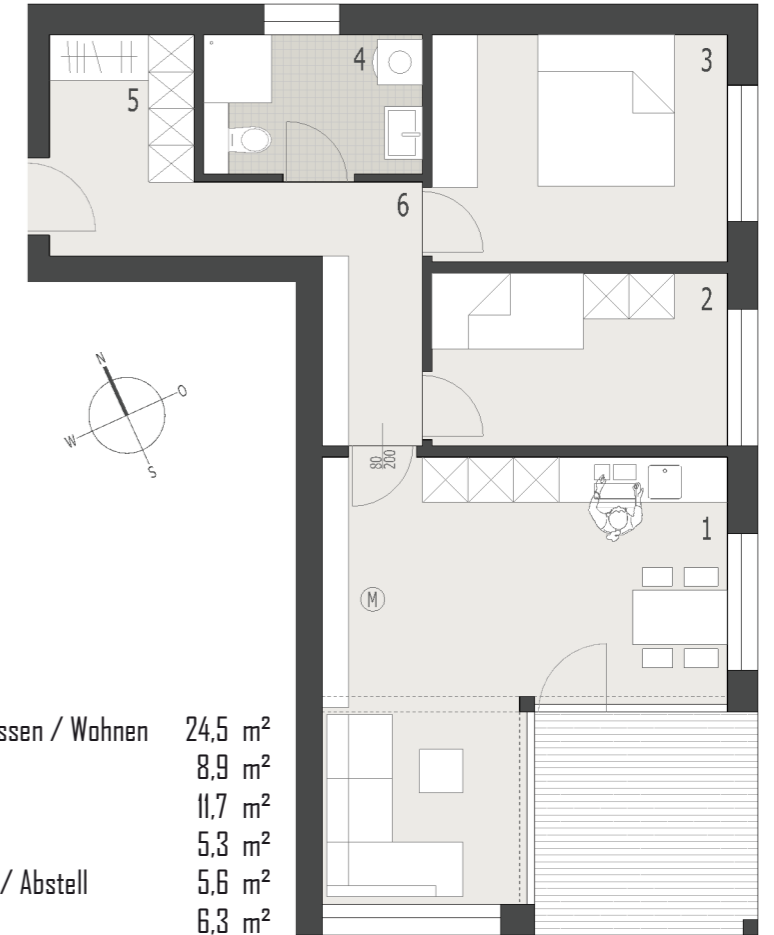 4
3
5
6
2
N
O
W
S
80
200
1
M
ssen / Wohnen 24,5 m²
8,9 m²
11,7 m²
5,3 m²
/ Abstell 5,6 m²
6,3 m²